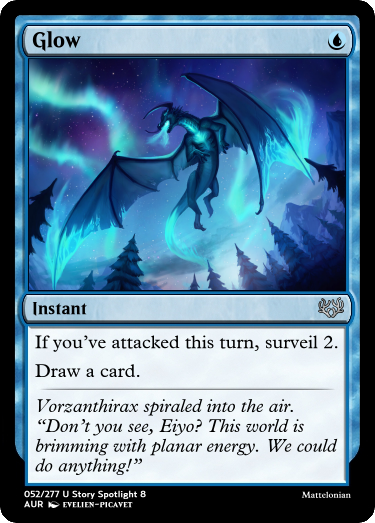 Glow
Instant
If you've attacked this turn, surveil 2.
Draw a card.
Vorzanthirax spiraled into the air.
“Don't you see, Eiyo? This world is
brimming with planar energy. We could
do anything!”
052/277 U Story Spotlight 8
AUR EVELIEN-PICAVET
Mattelonian